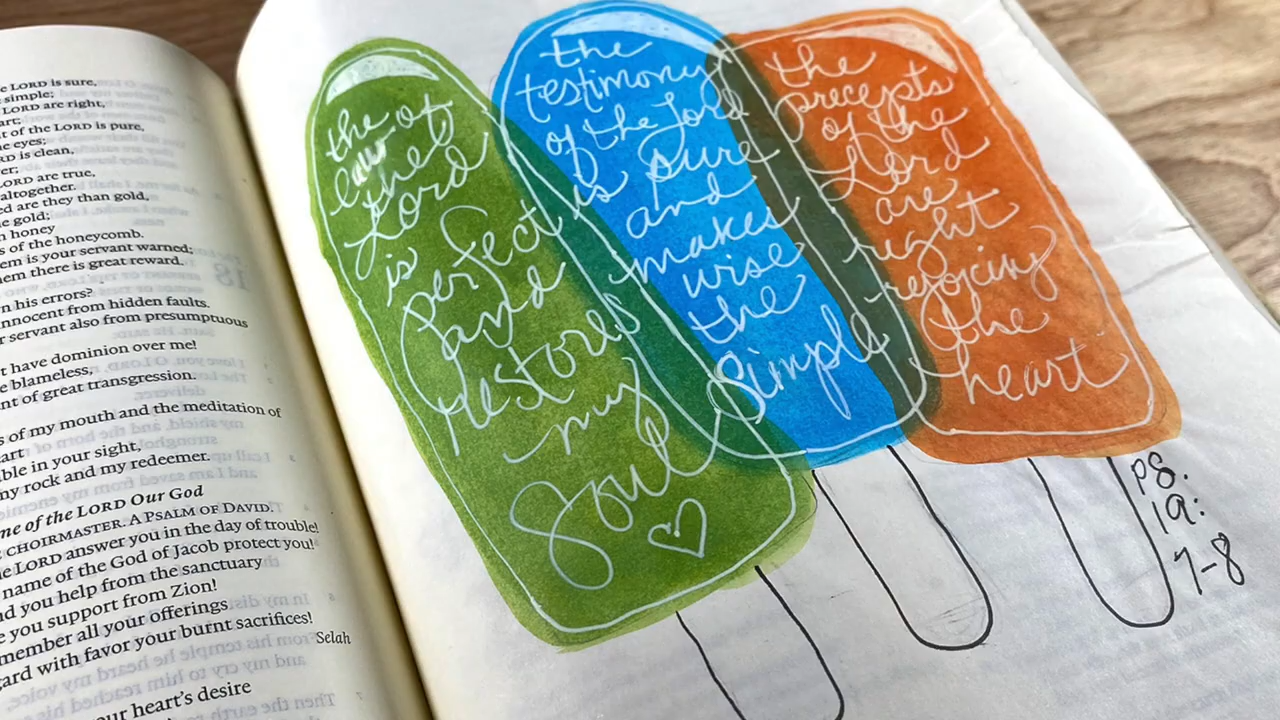 e LORD is sure,
simple;
LORD are right,
art;
t of the LORD is pure,
he eyes;
RD is clean,
er;
LORD are true,
altogether.
ed are they than gold,
e gold;
n honey
s of the honeycomb.
em is your servant warned;
em there is great reward.
n his errors?
nnocent from hidden faults.
servant also from presumptuous
t have dominion over me!
e blameless,
nt of great transgression.
s of my mouth and the meditation of
art
ble in your sight,
ny rock and my redeemer.
me of the LORD Our God
CHOIRMASTER. A PSALM OF DAVID.
e LORD answer you in the day of trouble!
name of the God of Jacob protect you!
nd you help from the sanctuary
e you support from Zion!
member all your offerings
gard with favor your burnt sacrifices!
Selah
our heart's desire
the
law of
the
Lord
is
perfect
and
restores
my
Soul
the
testimony
of the Lord
is sure
and
makes
wise
the
Simple
the
precepts
of the
Lord
are
right
rejoicing
the
heart
ps.
19:
7-8